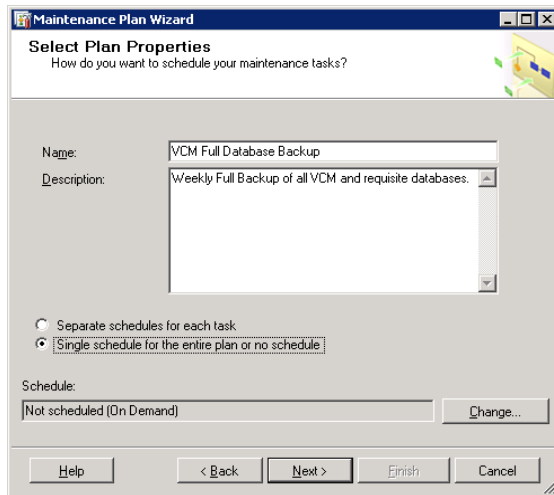 Maintenance Plan Wizard
Select Plan Properties
How do you want to schedule your maintenance tasks?
Name:
VCM Full Database Backup
Description:
Weekly Full Backup of all VCM and requisite databases.
Separate schedules for each task
Single schedule for the entire plan or no schedule
Schedule:
Not scheduled (On Demand)
Change...
Help
< Back
Next >
Finish
Cancel